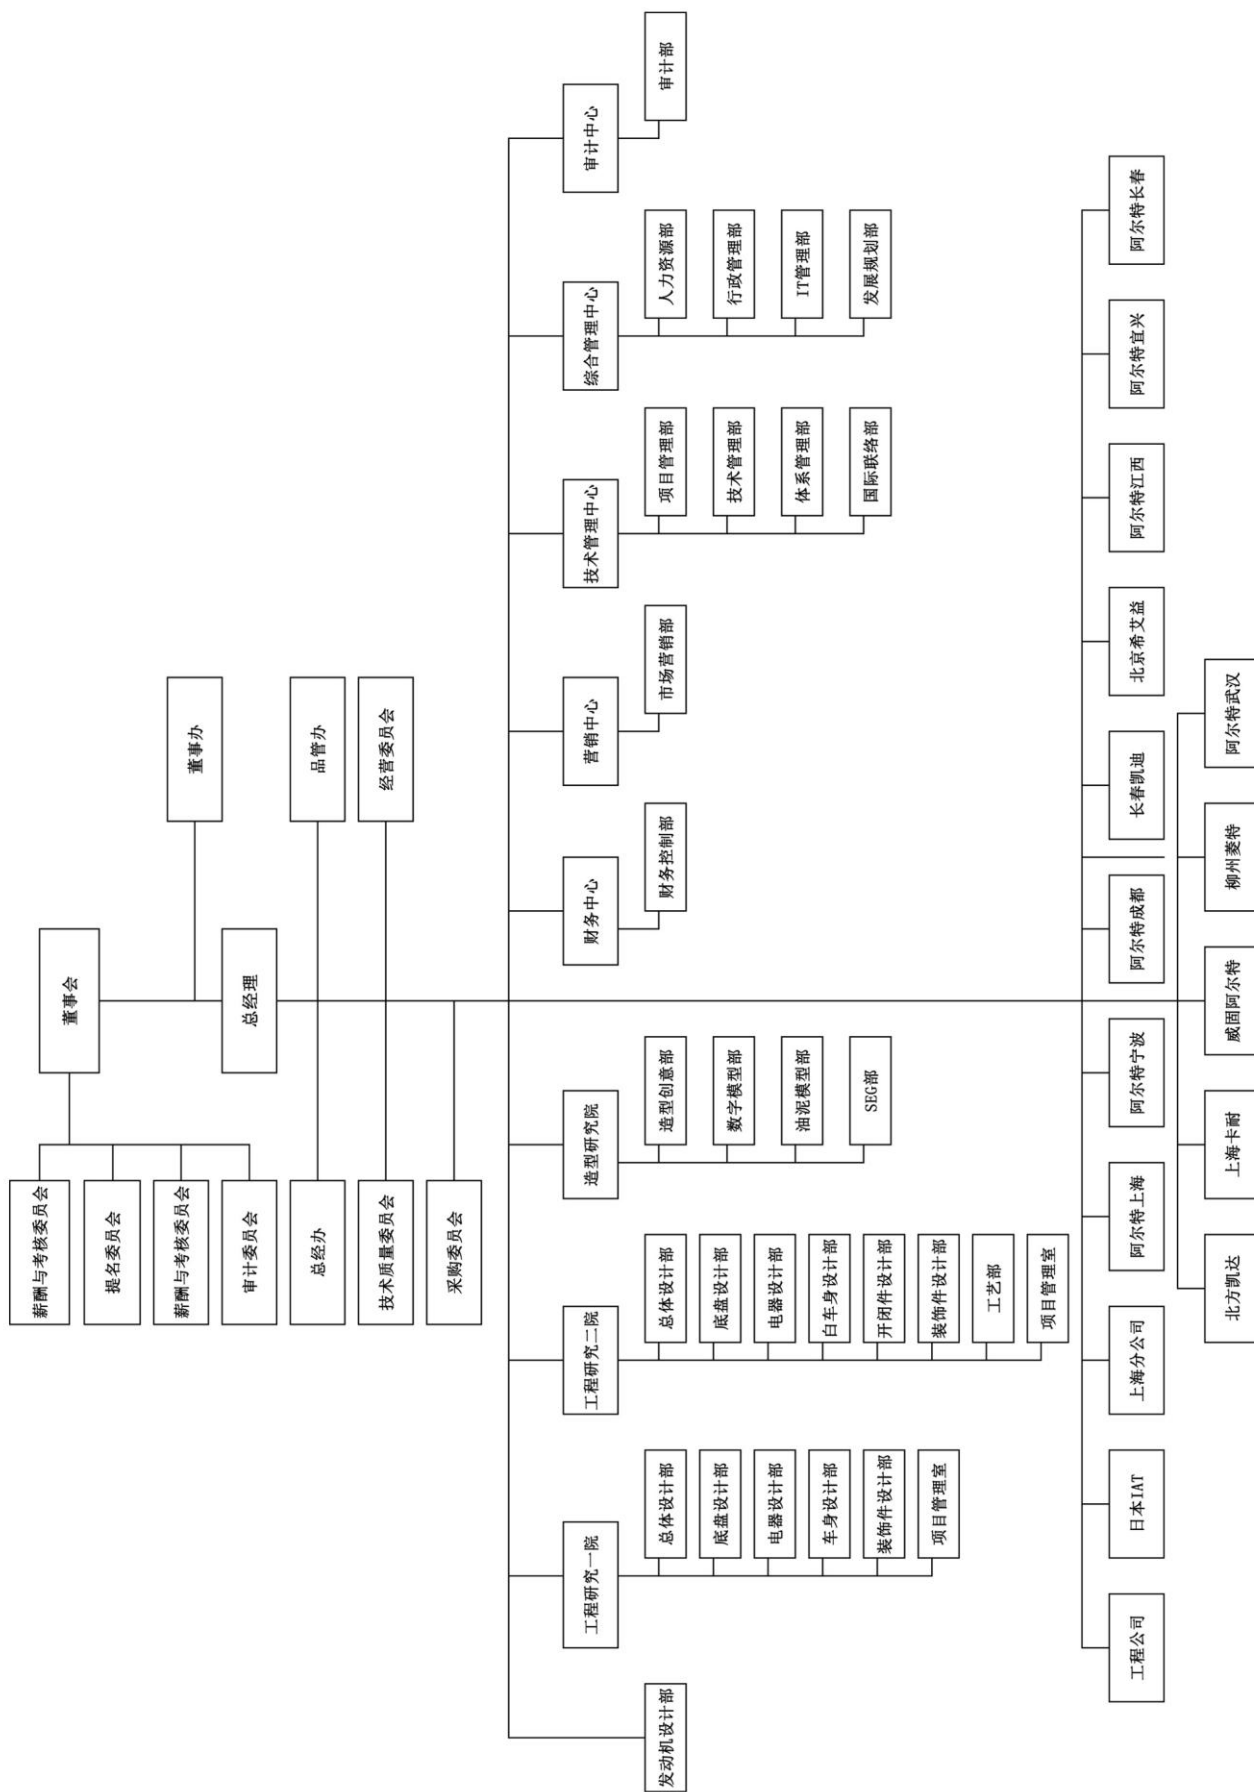 薪酬与考核委员会
提名委员会
薪酬与考核委员会
审计委员会
董事会
董事办
总经理
总经办
品管办
技术质量委员会
经营委员会
采购委员会
发动机设计部
工程研究一院
总体设计部
底盘设计部
电器设计部
车身设计部
装饰件设计部
项目管理室
工程研究二院
总体设计部
底盘设计部
电器设计部
白车身设计部
开闭件设计部
装饰件设计部
工艺部
项目管理室
造型研究院
造型创意部
数字模型部
油泥模型部
SEG部
财务中心
财务控制部
营销中心
市场营销部
技术管理中心
项目管理部
技术管理部
体系管理部
国际联络部
综合管理中心
人力资源部
行政管理部
IT管理部
发展规划部
审计中心
审计部
工程公司
日本IAT
上海分公司
阿尔特上海
阿尔特宁波
阿尔特成都
长春凯迪
北京希艾益
阿尔特江西
阿尔特宜兴
阿尔特长春
北方凯达
上海卡耐
威固阿尔特
柳州菱特
阿尔特武汉